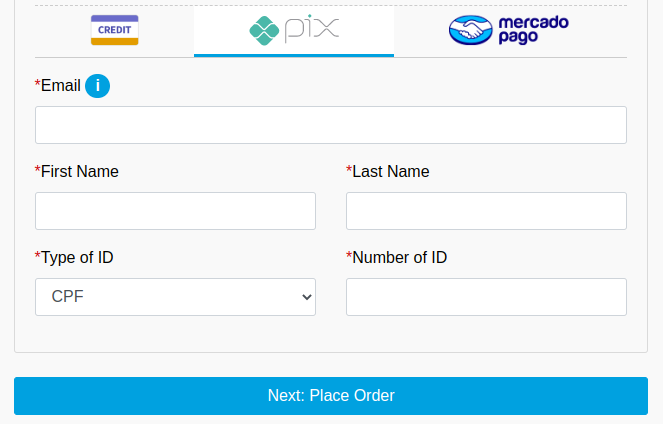 CREDIT
pix
mercado
pago
*Email i
*First Name
*Last Name
*Type of ID
*Number of ID
CPF
Next: Place Order